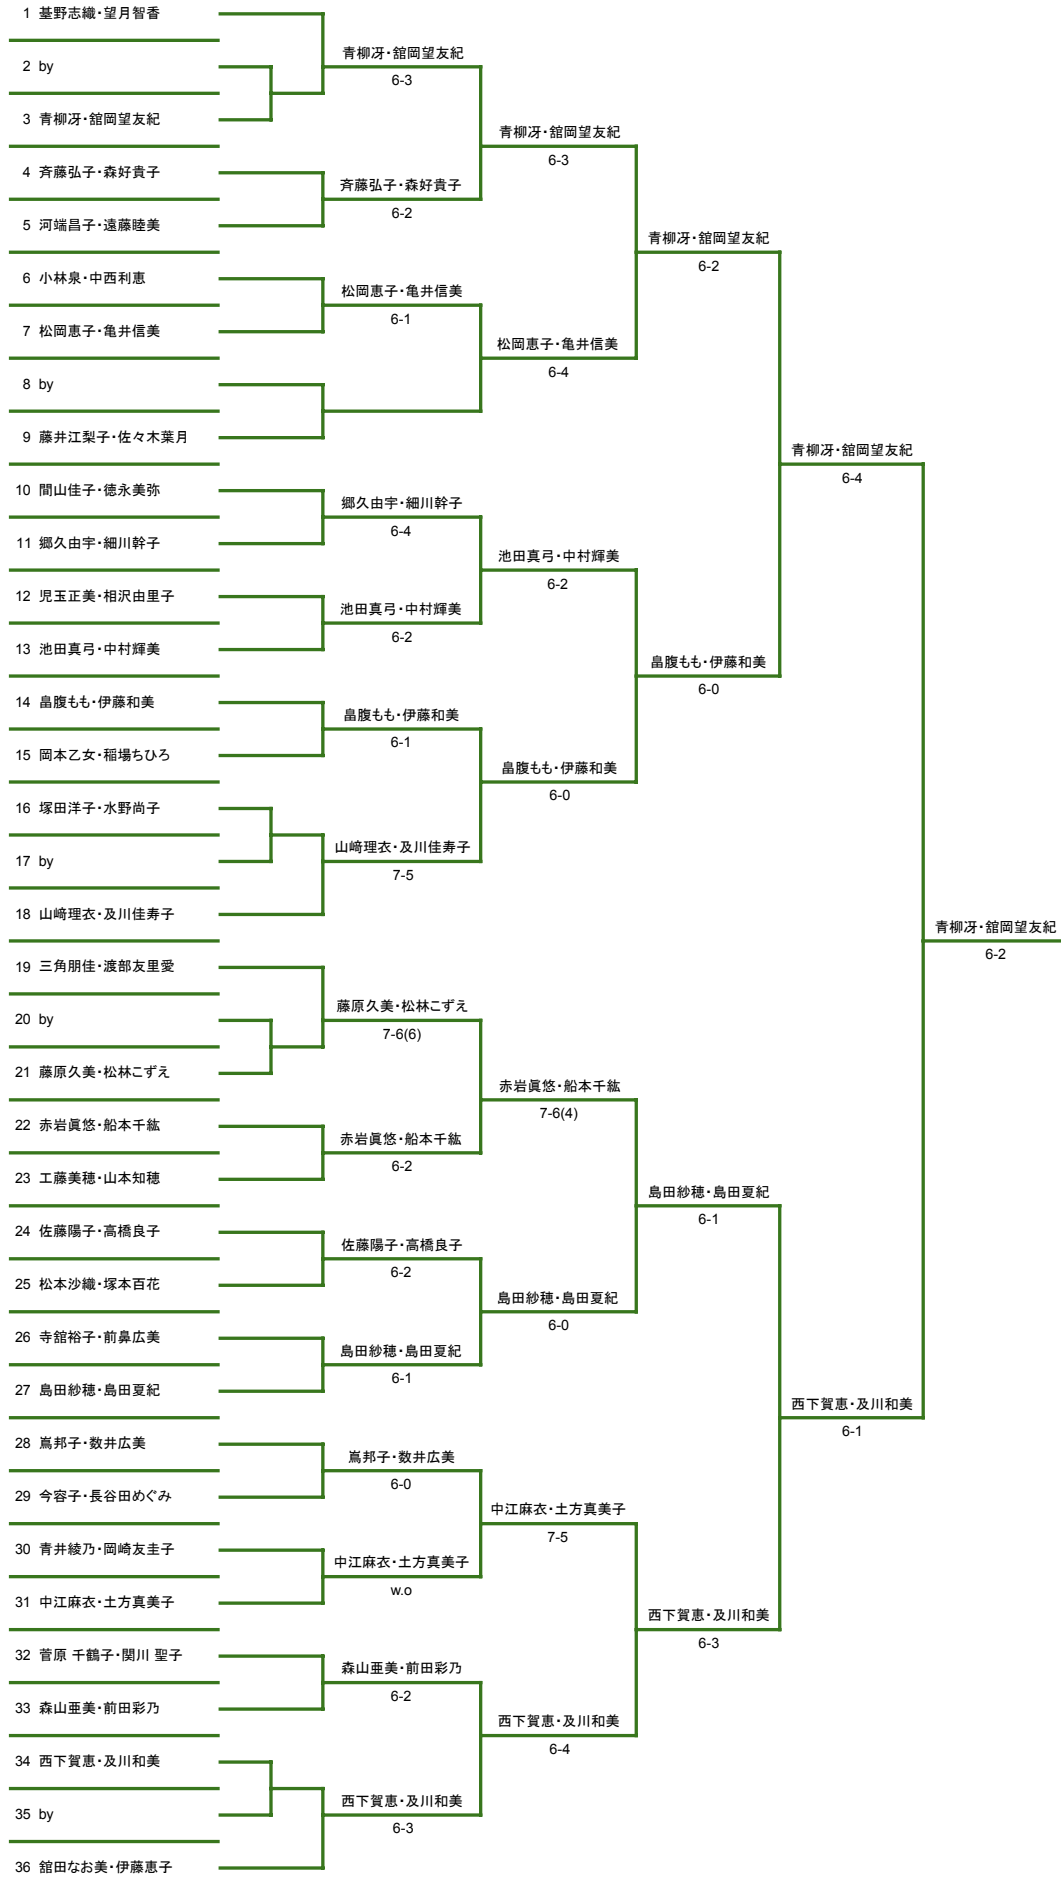 1 基野志織・望月智香
2 by
3 青柳冴・舘岡望友紀
4 斉藤弘子・森好貴子
5 河端昌子・遠藤睦美
6 小林泉・中西利恵
7 松岡恵子・亀井信美
8 by
9 藤井江梨子・佐々木葉月
10 間山佳子・徳永美弥
11 郷久由宇・細川幹子
12 児玉正美・相沢由里子
13 池田真弓・中村輝美
14 畠腹もも・伊藤和美
15 岡本乙女・稲場ちひろ
16 塚田洋子・水野尚子
17 by
18 山﨑理衣・及川佳寿子
19 三角朋佳・渡部友里愛
20 by
21 藤原久美・松林こずえ
22 赤岩眞悠・船本千紘
23 工藤美穂・山本知穂
24 佐藤陽子・高橋良子
25 松本沙織・塚本百花
26 寺舘裕子・前鼻広美
27 島田紗穂・島田夏紀
28 嶌邦子・数井広美
29 今容子・長谷田めぐみ
30 青井綾乃・岡崎友圭子
31 中江麻衣・土方真美子
32 菅原 千鶴子・関川 聖子
33 森山亜美・前田彩乃
34 西下賀恵・及川和美
35 by
36 舘田なお美・伊藤恵子
青柳冴・舘岡望友紀
6-3
斉藤弘子・森好貴子
6-2
松岡恵子・亀井信美
6-1
郷久由宇・細川幹子
6-4
池田真弓・中村輝美
6-2
畠腹もも・伊藤和美
6-1
山﨑理衣・及川佳寿子
7-5
藤原久美・松林こずえ
7-6(6)
赤岩眞悠・船本千紘
6-2
佐藤陽子・高橋良子
6-2
島田紗穂・島田夏紀
6-1
嶌邦子・数井広美
6-0
中江麻衣・土方真美子
w.o
森山亜美・前田彩乃
6-2
西下賀恵・及川和美
6-3
青柳冴・舘岡望友紀
6-3
松岡恵子・亀井信美
6-4
池田真弓・中村輝美
6-2
畠腹もも・伊藤和美
6-0
赤岩眞悠・船本千紘
7-6(4)
島田紗穂・島田夏紀
6-0
中江麻衣・土方真美子
7-5
西下賀恵・及川和美
6-4
青柳冴・舘岡望友紀
6-2
畠腹もも・伊藤和美
6-0
島田紗穂・島田夏紀
6-1
西下賀恵・及川和美
6-3
青柳冴・舘岡望友紀
6-4
西下賀恵・及川和美
6-1
青柳冴・舘岡望友紀
6-2